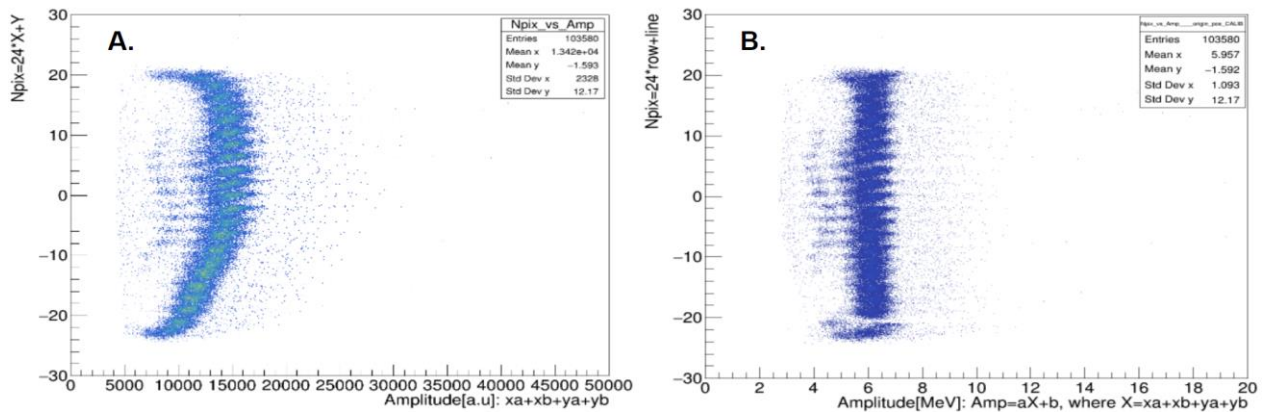 A.
Npix_vs_Amp
Entries 103580
Mean x 1.342e+04
Mean y −1.593
Std Dev x 2328
Std Dev y 12.17
Npix=24*X+Y
20
10
0
−10
−20
−30
0 5000 10000 15000 20000 25000 30000 35000 40000 45000 50000
Amplitude[a.u]: xa+xb+ya+yb
B.
Entries 103580
Mean x 5.957
Mean y −1.592
Std Dev x 1.093
Std Dev y 12.17
Npix=24*row+line
30
20
10
0
−10
−20
−30
0 2 4 6 8 10 12 14 16 18 20
Amplitude[MeV]: Amp=aX+b, where X=xa+xb+ya+yb